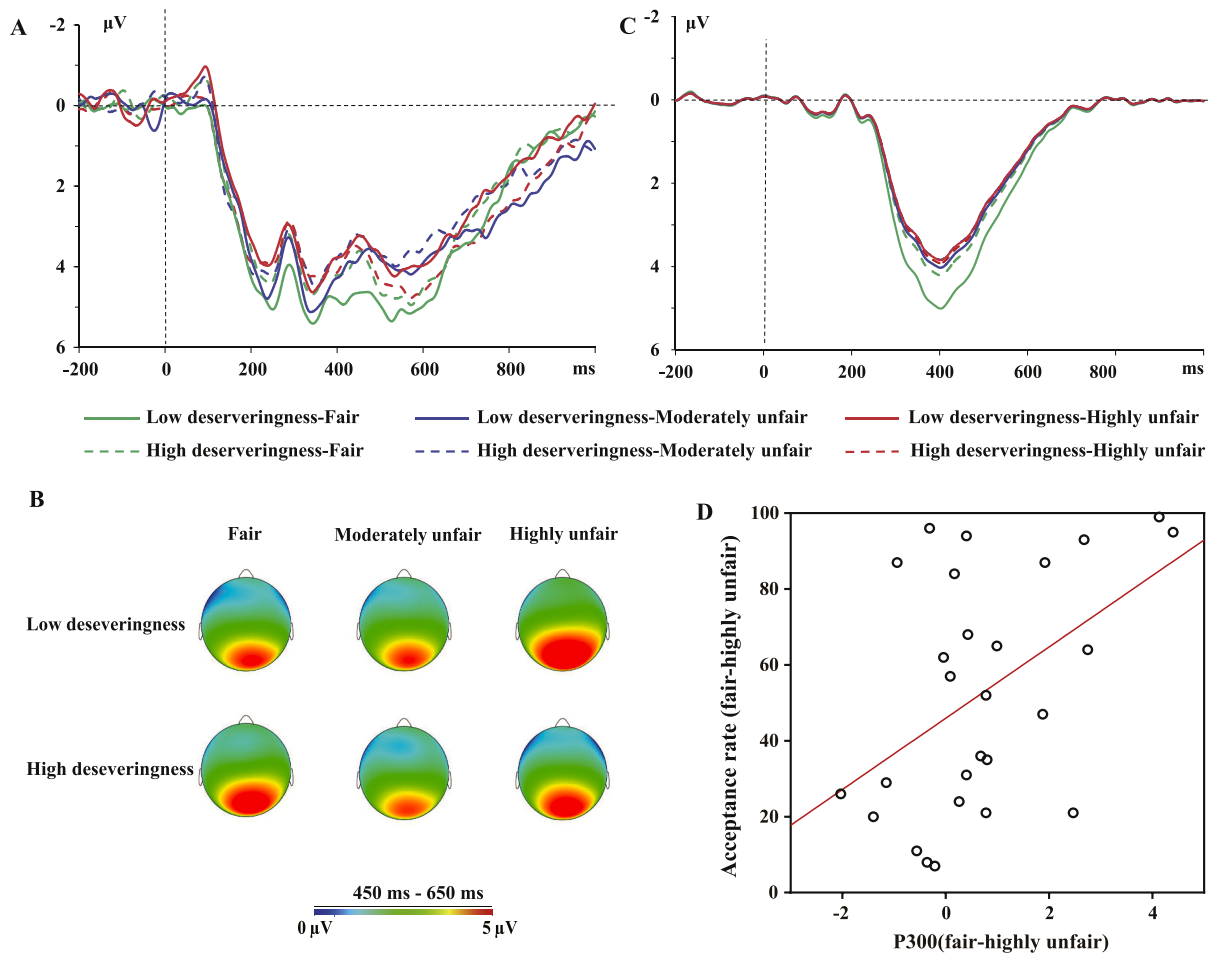 A
µV
-2
0
2
4
6
-200
0
200
400
600
800
ms
C
µV
-2
0
2
4
6
-200
0
200
400
600
800
ms
Low deserveringness-Fair
Low deserveringness-Moderately unfair
Low deserveringness-Highly unfair
High deserveringness-Fair
High deserveringness-Moderately unfair
High deserveringness-Highly unfair
B
Fair
Moderately unfair
Highly unfair
Low deseveringness
High deseveringness
450 ms - 650 ms
0 µV
5 µV
D
Acceptance rate (fair-highly unfair)
100
80
60
40
20
0
-2
0
2
4
P300(fair-highly unfair)